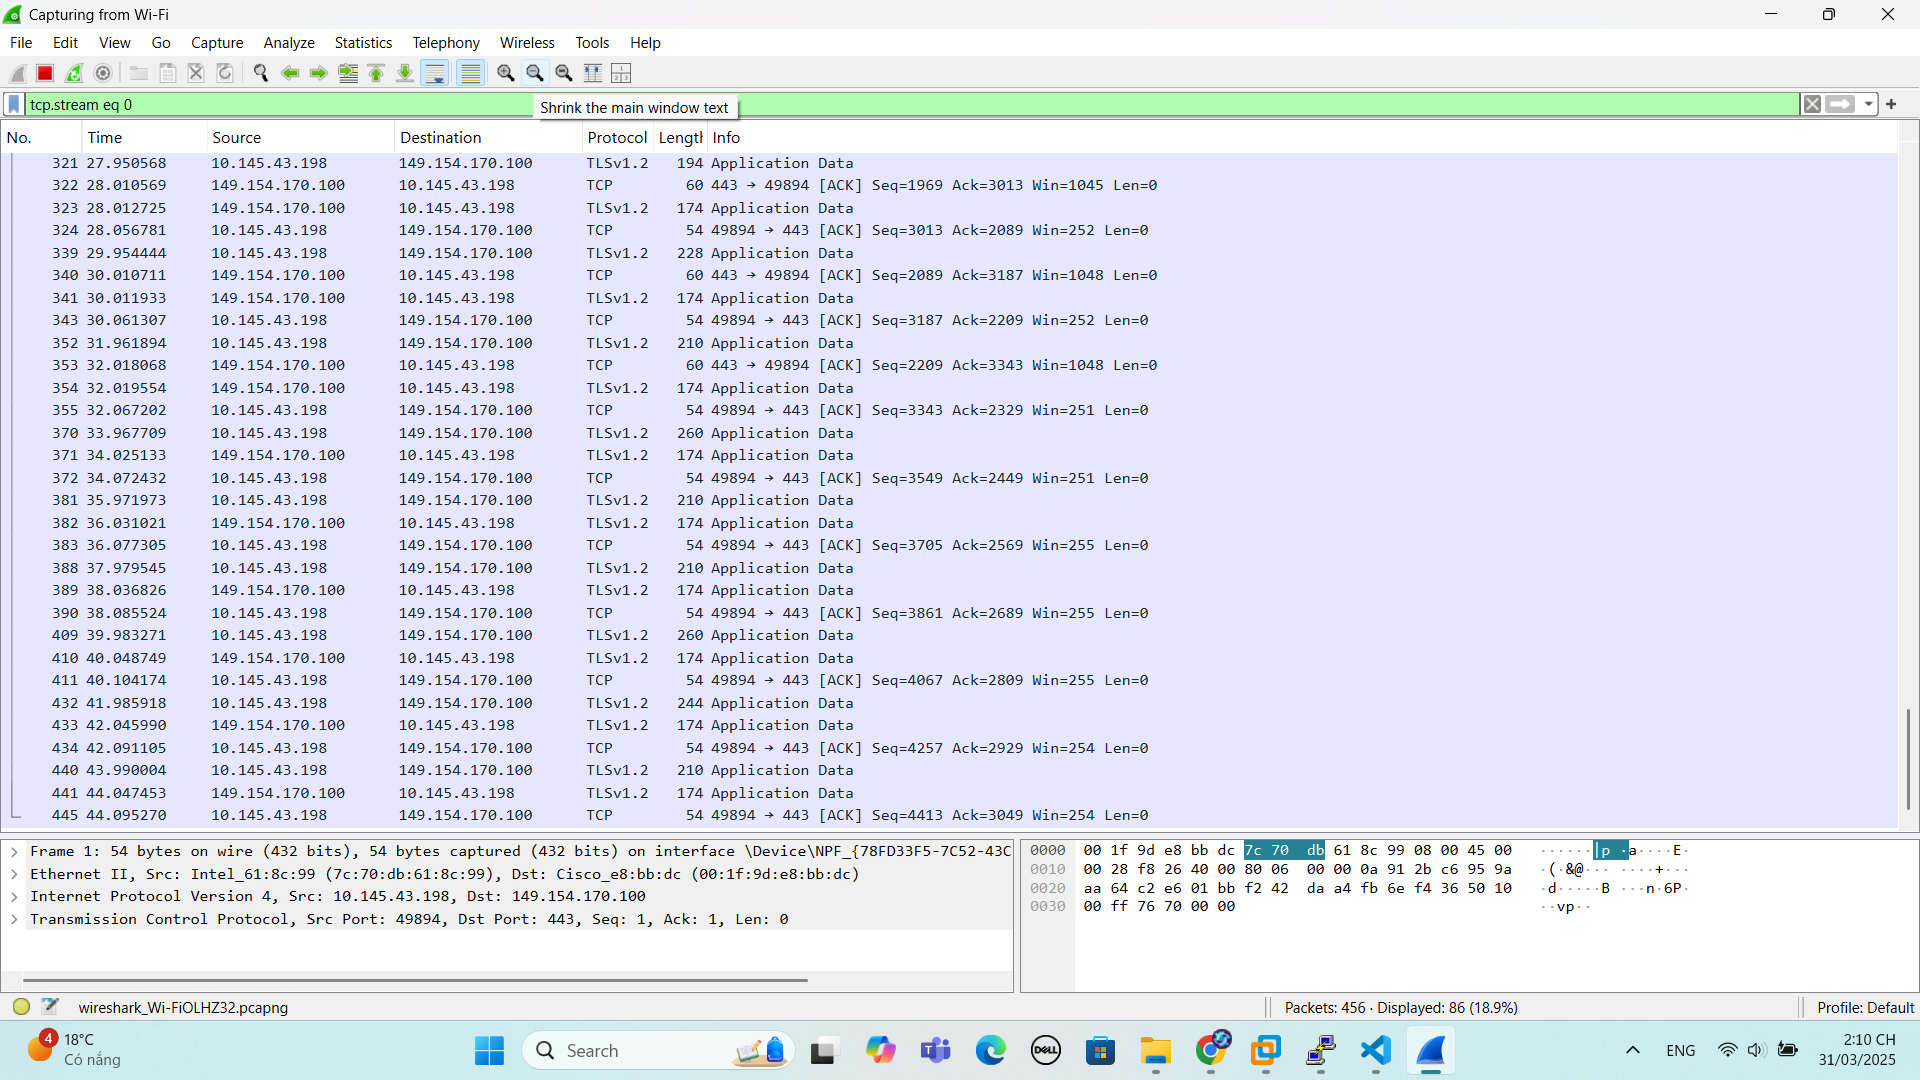 Capturing from Wi-Fi
File Edit View Go Capture Analyze Statistics Telephony Wireless Tools Help
tcp.stream eq 0
Shrink the main window text
No. Time Source Destination Protocol Length Info
321 27.950568 10.145.43.198 149.154.170.100 TLSv1.2 194 Application Data
322 28.010569 149.154.170.100 10.145.43.198 TCP 60 443 → 49894 [ACK] Seq=1969 Ack=3013 Win=1045 Len=0
323 28.012725 149.154.170.100 10.145.43.198 TLSv1.2 174 Application Data
324 28.056781 10.145.43.198 149.154.170.100 TCP 54 49894 → 443 [ACK] Seq=3013 Ack=2089 Win=252 Len=0
339 29.954444 10.145.43.198 149.154.170.100 TLSv1.2 228 Application Data
340 30.010711 149.154.170.100 10.145.43.198 TCP 60 443 → 49894 [ACK] Seq=2089 Ack=3187 Win=1048 Len=0
341 30.011933 149.154.170.100 10.145.43.198 TLSv1.2 174 Application Data
343 30.061307 10.145.43.198 149.154.170.100 TCP 54 49894 → 443 [ACK] Seq=3187 Ack=2209 Win=252 Len=0
352 31.961894 10.145.43.198 149.154.170.100 TLSv1.2 210 Application Data
353 32.018068 149.154.170.100 10.145.43.198 TCP 60 443 → 49894 [ACK] Seq=2209 Ack=3343 Win=1048 Len=0
354 32.019554 149.154.170.100 10.145.43.198 TLSv1.2 174 Application Data
355 32.067202 10.145.43.198 149.154.170.100 TCP 54 49894 → 443 [ACK] Seq=3343 Ack=2329 Win=251 Len=0
370 33.967709 10.145.43.198 149.154.170.100 TLSv1.2 260 Application Data
371 34.025133 149.154.170.100 10.145.43.198 TLSv1.2 174 Application Data
372 34.072432 10.145.43.198 149.154.170.100 TCP 54 49894 → 443 [ACK] Seq=3549 Ack=2449 Win=251 Len=0
381 35.971973 10.145.43.198 149.154.170.100 TLSv1.2 210 Application Data
382 36.031021 149.154.170.100 10.145.43.198 TLSv1.2 174 Application Data
383 36.077305 10.145.43.198 149.154.170.100 TCP 54 49894 → 443 [ACK] Seq=3705 Ack=2569 Win=255 Len=0
388 37.979545 10.145.43.198 149.154.170.100 TLSv1.2 210 Application Data
389 38.036826 149.154.170.100 10.145.43.198 TLSv1.2 174 Application Data
390 38.085524 10.145.43.198 149.154.170.100 TCP 54 49894 → 443 [ACK] Seq=3861 Ack=2689 Win=255 Len=0
409 39.983271 10.145.43.198 149.154.170.100 TLSv1.2 260 Application Data
410 40.048749 149.154.170.100 10.145.43.198 TLSv1.2 174 Application Data
411 40.104174 10.145.43.198 149.154.170.100 TCP 54 49894 → 443 [ACK] Seq=4067 Ack=2809 Win=255 Len=0
432 41.985918 10.145.43.198 149.154.170.100 TLSv1.2 244 Application Data
433 42.045990 149.154.170.100 10.145.43.198 TLSv1.2 174 Application Data
434 42.091105 10.145.43.198 149.154.170.100 TCP 54 49894 → 443 [ACK] Seq=4257 Ack=2929 Win=254 Len=0
440 43.990004 10.145.43.198 149.154.170.100 TLSv1.2 210 Application Data
441 44.047453 149.154.170.100 10.145.43.198 TLSv1.2 174 Application Data
445 44.095270 10.145.43.198 149.154.170.100 TCP 54 49894 → 443 [ACK] Seq=4413 Ack=3049 Win=254 Len=0
Frame 1: 54 bytes on wire (432 bits), 54 bytes captured (432 bits) on interface \Device\NPF_{78FD33F5-7C52-43C
Ethernet II, Src: Intel_61:8c:99 (7c:70:db:61:8c:99), Dst: Cisco_e8:bb:dc (00:1f:9d:e8:bb:dc)
Internet Protocol Version 4, Src: 10.145.43.198, Dst: 149.154.170.100
Transmission Control Protocol, Src Port: 49894, Dst Port: 443, Seq: 1, Ack: 1, Len: 0
0000 00 1f 9d e8 bb dc 7c 70 db 61 8c 99 08 00 45 00 ······|p ·a····E·
0010 00 28 f8 26 40 00 80 06 00 00 0a 91 2b c6 95 9a ·(·&@··· ····+···
0020 aa 64 c2 e6 01 bb f2 42 da a4 fb 6e f4 36 50 10 ·d·····B ···n·6P·
0030 00 ff 76 70 00 00 ··vp··
wireshark_Wi-FiOLHZ32.pcapng
Packets: 456 · Displayed: 86 (18.9%)
Profile: Default
4
18°C
Có nắng
Search
DELL
ENG
2:10 CH
31/03/2025